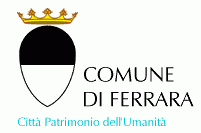 COMUNE
DI FERRARA
Città Patrimonio dell'Umanità